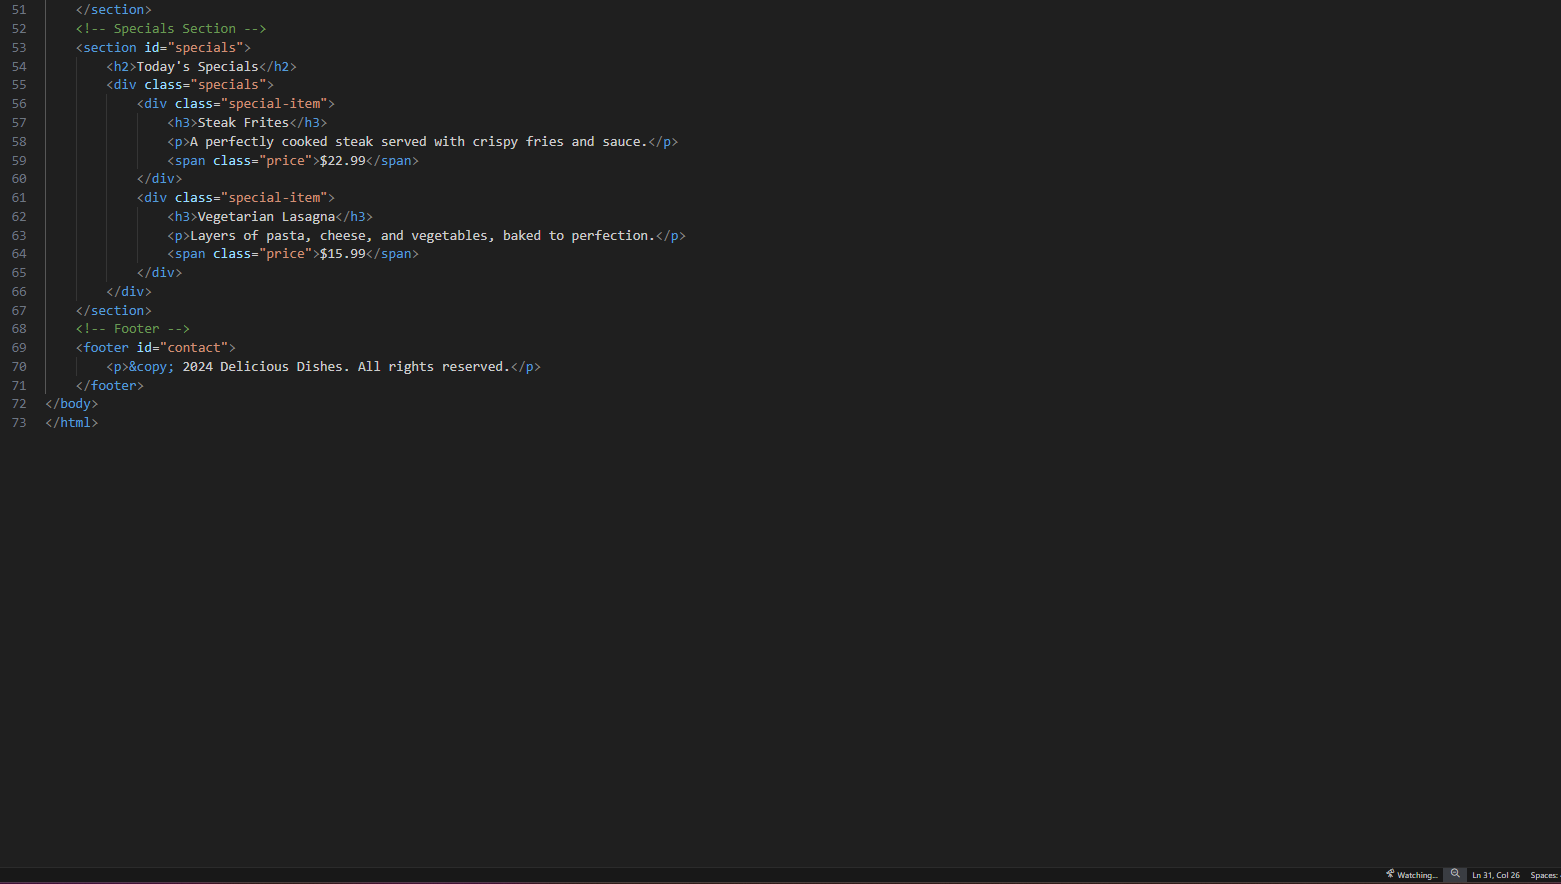 51 </section>
52 <!-- Specials Section -->
53 <section id="specials">
54 <h2>Today's Specials</h2>
55 <div class="specials">
56 <div class="special-item">
57 <h3>Steak Frites</h3>
58 <p>A perfectly cooked steak served with crispy fries and sauce.</p>
59 <span class="price">$22.99</span>
60 </div>
61 <div class="special-item">
62 <h3>Vegetarian Lasagna</h3>
63 <p>Layers of pasta, cheese, and vegetables, baked to perfection.</p>
64 <span class="price">$15.99</span>
65 </div>
66 </div>
67 </section>
68 <!-- Footer -->
69 <footer id="contact">
70 <p>&copy; 2024 Delicious Dishes. All rights reserved.</p>
71 </footer>
72 </body>
73 </html>
Watching... Ln 31, Col 26 Spaces: